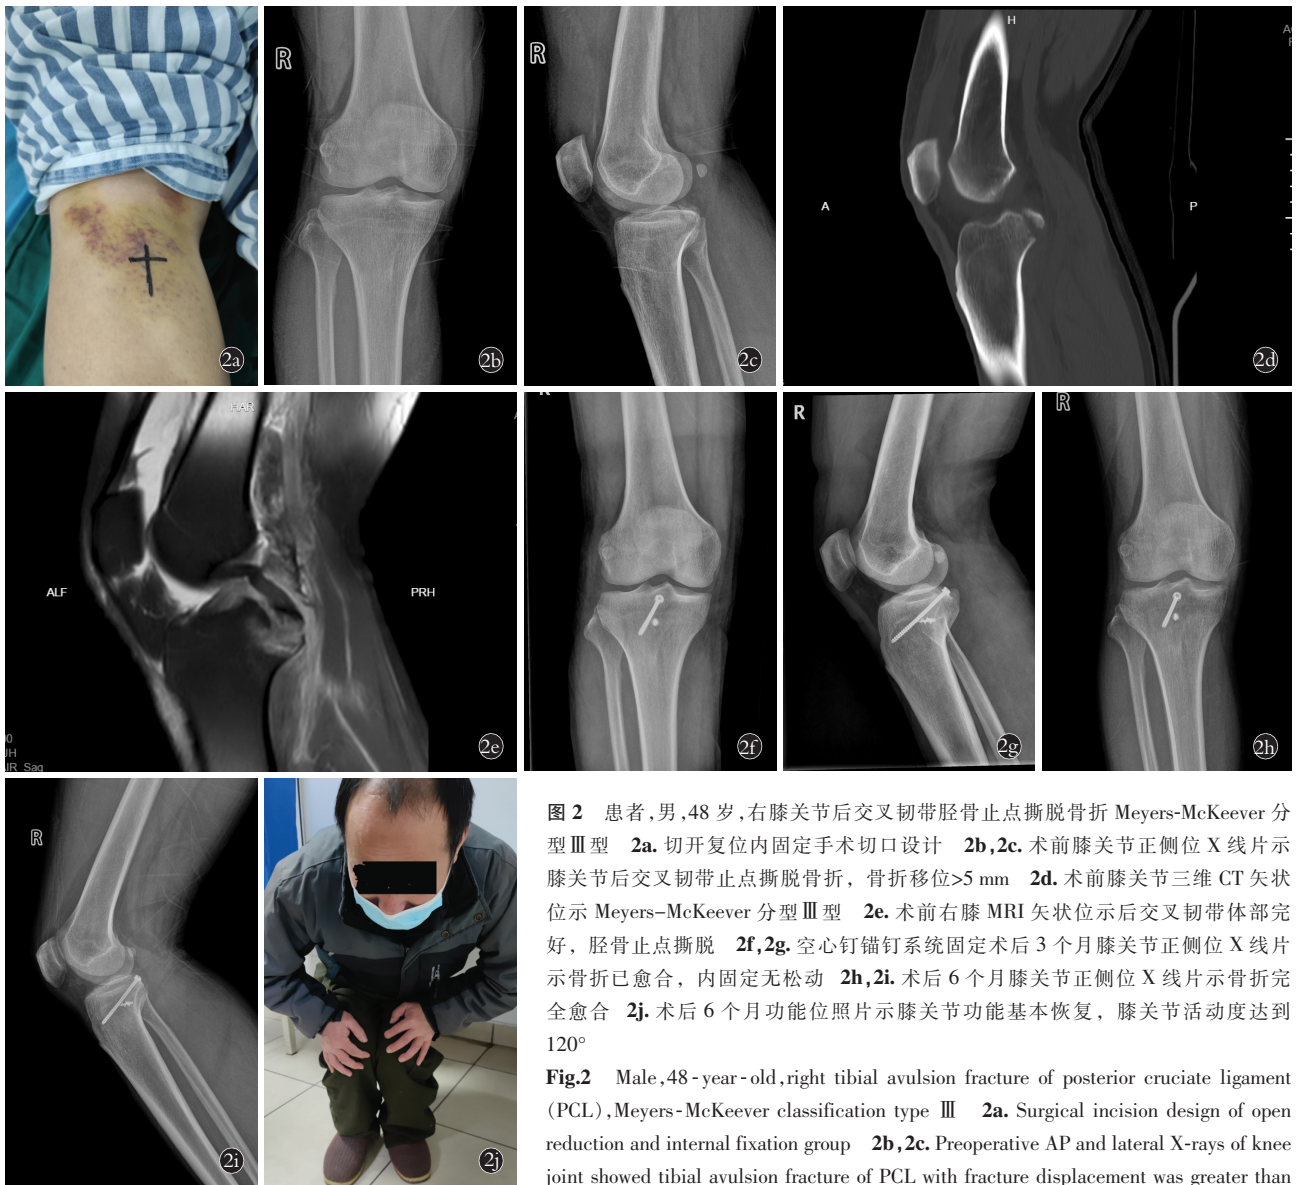 2a
R
2b
R
2c
H
A
P
2d
HAR
ALF
PRH
2e
R
2f
R
2g
R
2h
R
2i
2j
图 2 患者,男,48 岁,右膝关节后交叉韧带胫骨止点撕脱骨折 Meyers-McKeever 分
型Ⅲ型 2a. 切开复位内固定手术切口设计 2b,2c. 术前膝关节正侧位 X 线片示
膝关节后交叉韧带止点撕脱骨折，骨折移位>5 mm 2d. 术前膝关节三维 CT 矢状
位示 Meyers–McKeever 分型Ⅲ型 2e. 术前右膝 MRI 矢状位示后交叉韧带体部完
好，胫骨止点撕脱 2f,2g. 空心钉锚钉系统固定术后 3 个月膝关节正侧位 X 线片
示骨折已愈合，内固定无松动 2h,2i. 术后 6 个月膝关节正侧位 X 线片示骨折完
全愈合 2j. 术后 6 个月功能位照片示膝关节功能基本恢复，膝关节活动度达到
120°
Fig.2 Male,48-year-old,right tibial avulsion fracture of posterior cruciate ligament
(PCL),Meyers-McKeever classification type Ⅲ 2a. Surgical incision design of open
reduction and internal fixation group 2b,2c. Preoperative AP and lateral X-rays of knee
joint showed tibial avulsion fracture of PCL with fracture displacement was greater than